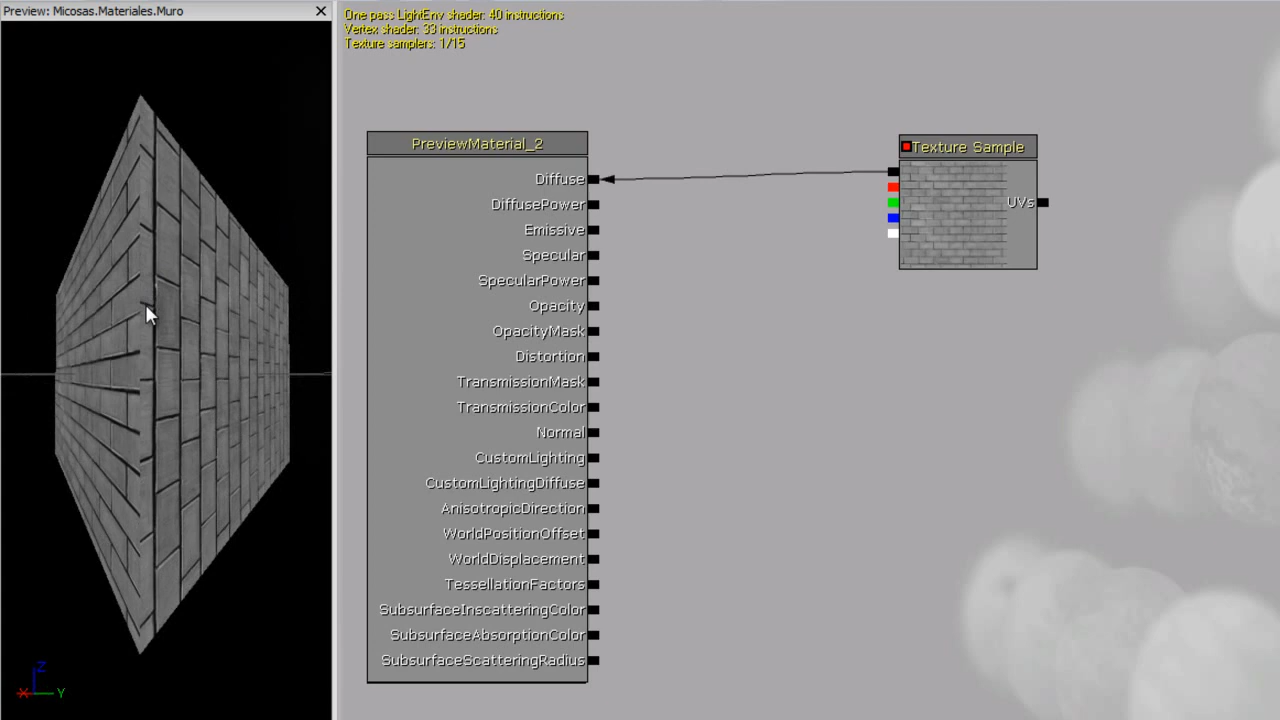 Preview: Micosas.Materiales.Muro
One pass LightEnv shader: 40 instructions
Vertex shader: 33 instructions
Texture samplers: 1/15
PreviewMaterial_2
Diffuse
DiffusePower
Emissive
Specular
SpecularPower
Opacity
OpacityMask
Distortion
TransmissionMask
TransmissionColor
Normal
CustomLighting
CustomLightingDiffuse
AnisotropicDirection
WorldPositionOffset
WorldDisplacement
TessellationFactors
SubsurfaceInscatteringColor
SubsurfaceAbsorptionColor
SubsurfaceScatteringRadius
Texture Sample
UVs
Z
X
Y